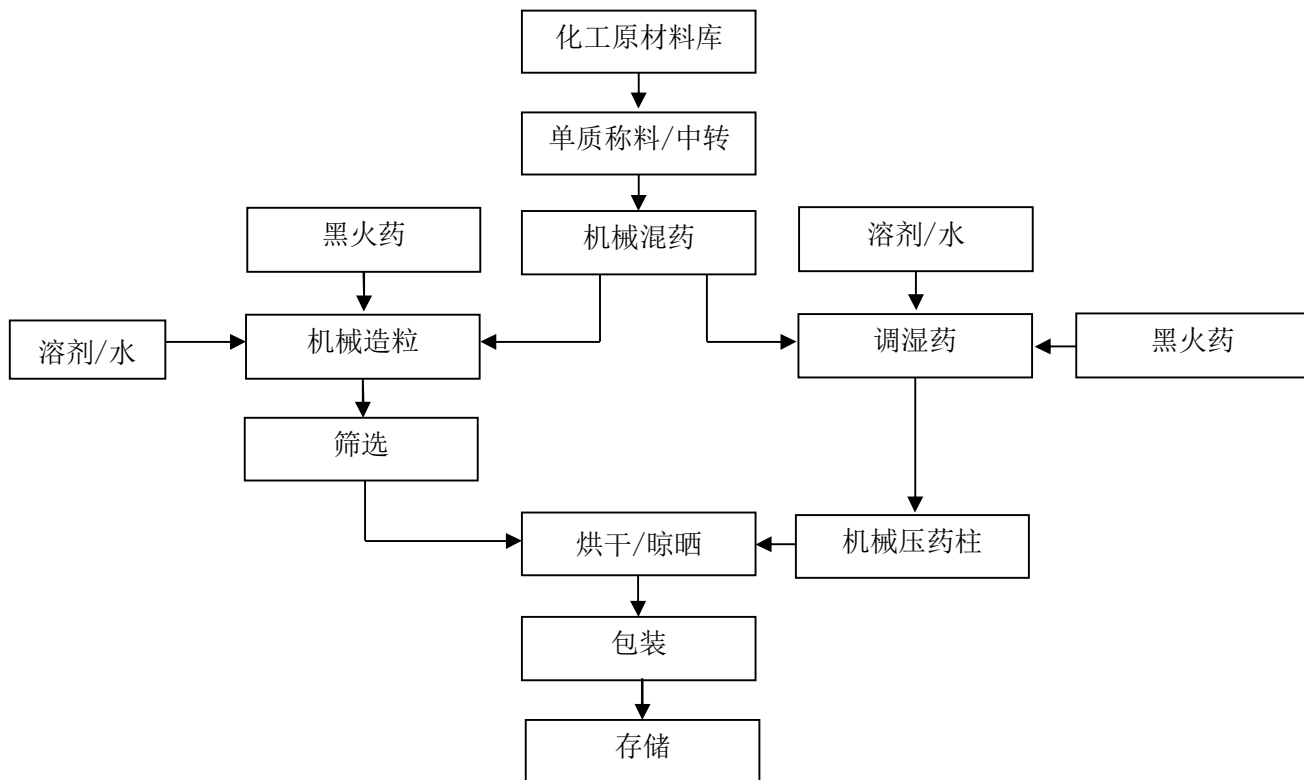 化工原材料库
单质称料/中转
黑火药
机械混药
溶剂/水
溶剂/水
机械造粒
调湿药
黑火药
筛选
烘干/晾晒
机械压药柱
包装
存储